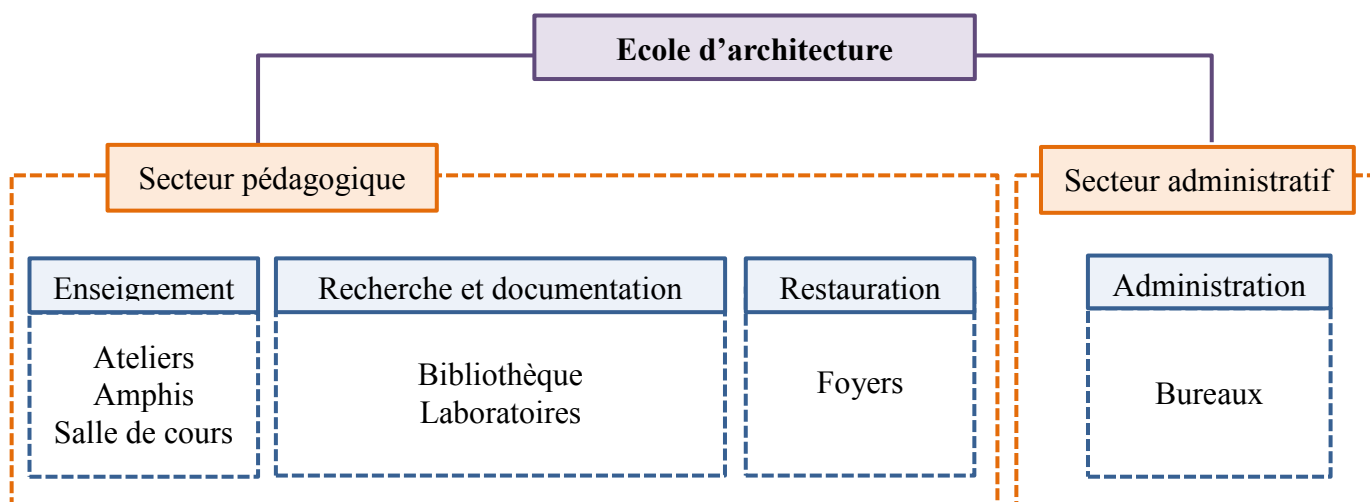 Ecole d’architecture
Secteur pédagogique
Secteur administratif
Enseignement
Recherche et documentation
Restauration
Administration
Ateliers
Amphis
Salle de cours
Bibliothèque
Laboratoires
Foyers
Bureaux